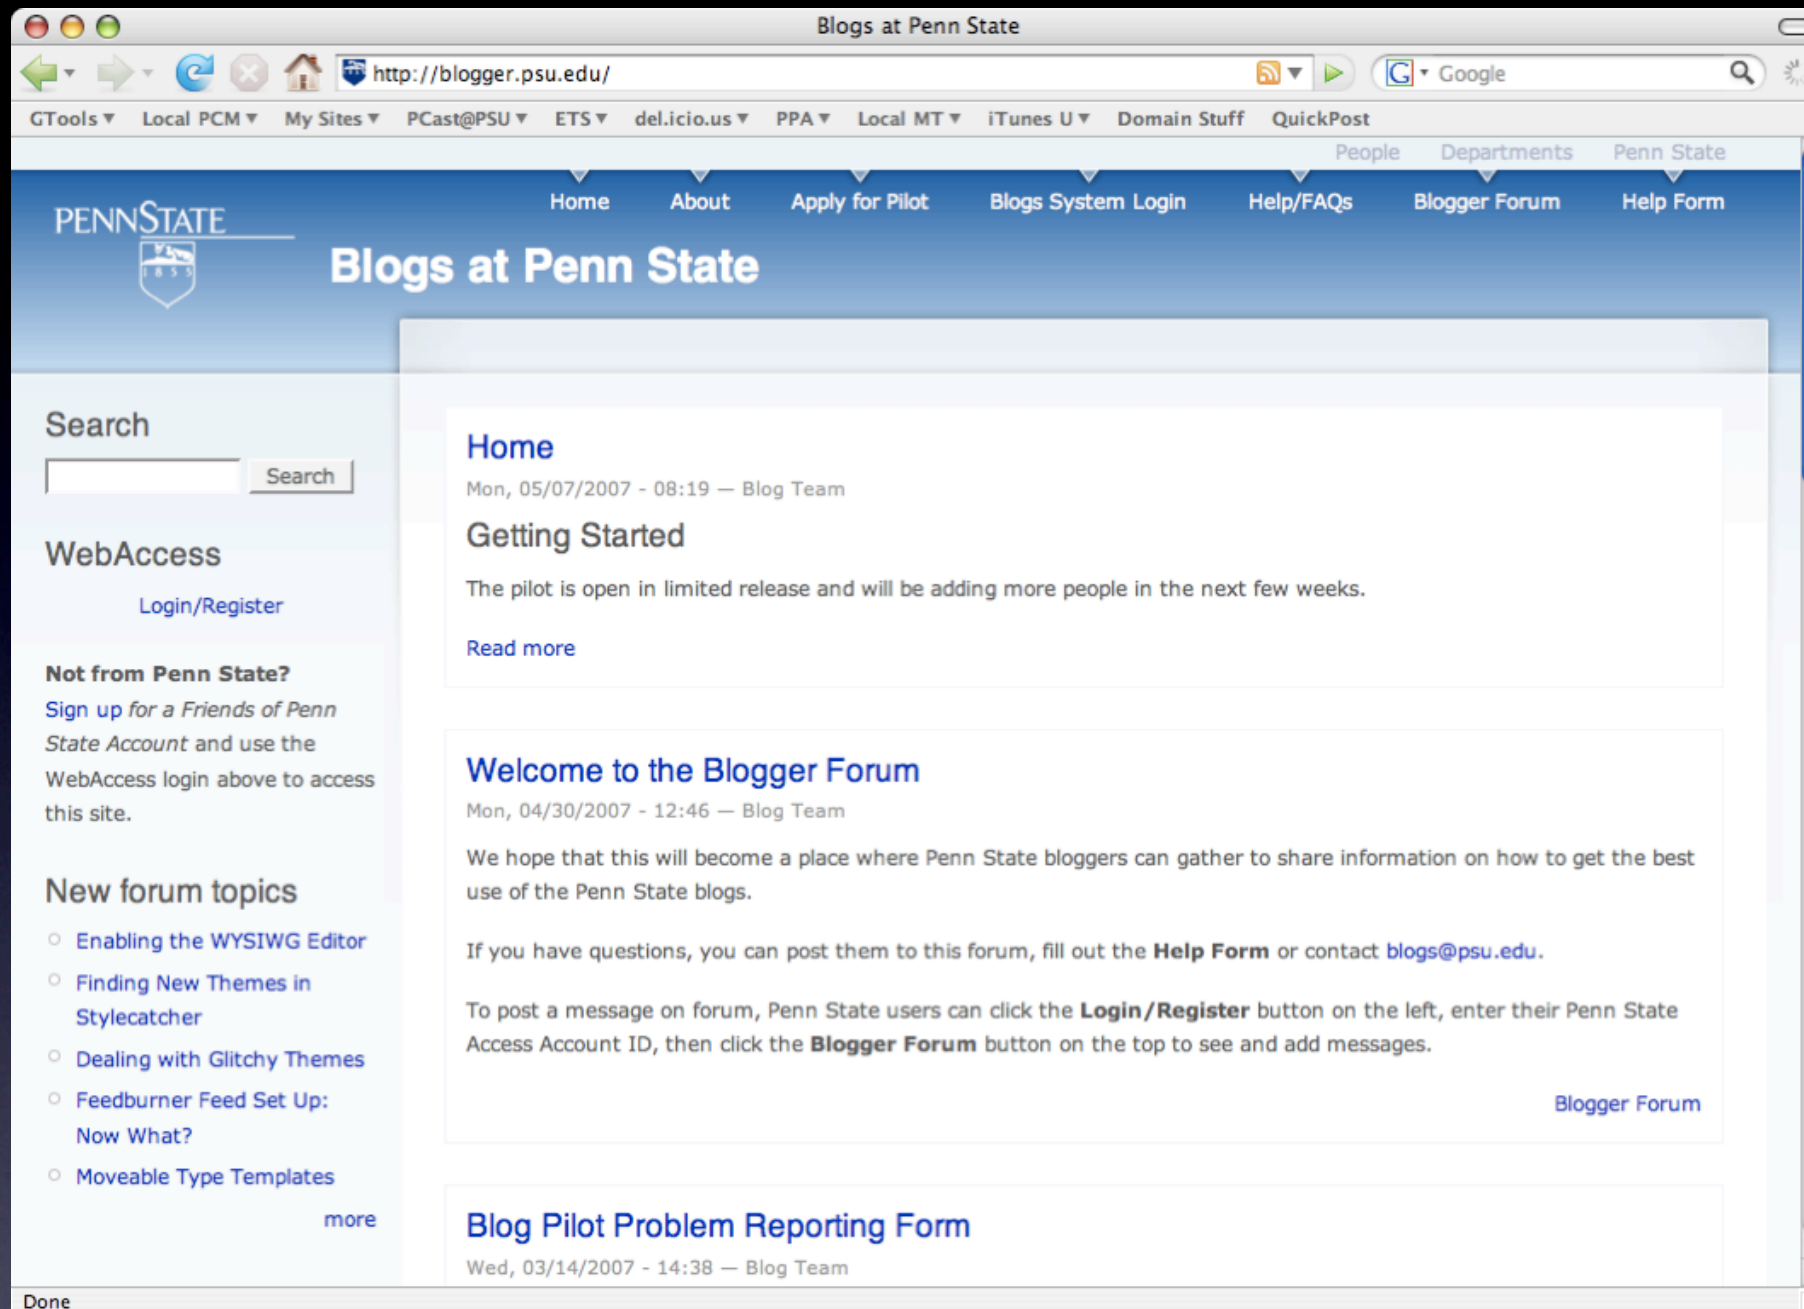 Blogs at Penn State
http://blogger.psu.edu/
G Google
GTools Local PCM My Sites PCast@PSU ETS del.icio.us PPA Local MT iTunes U Domain Stuff QuickPost
People Departments Penn State
Home About Apply for Pilot Blogs System Login Help/FAQs Blogger Forum Help Form
PENNSTATE
1855
Blogs at Penn State
Search
Search
WebAccess
Login/Register
Not from Penn State?
Sign up for a Friends of Penn
State Account and use the
WebAccess login above to access
this site.
New forum topics
Enabling the WYSIWG Editor
Finding New Themes in
Stylecatcher
Dealing with Glitchy Themes
Feedburner Feed Set Up:
Now What?
Moveable Type Templates
more
Home
Mon, 05/07/2007 - 08:19 — Blog Team
Getting Started
The pilot is open in limited release and will be adding more people in the next few weeks.
Read more
Welcome to the Blogger Forum
Mon, 04/30/2007 - 12:46 — Blog Team
We hope that this will become a place where Penn State bloggers can gather to share information on how to get the best
use of the Penn State blogs.
If you have questions, you can post them to this forum, fill out the Help Form or contact blogs@psu.edu.
To post a message on forum, Penn State users can click the Login/Register button on the left, enter their Penn State
Access Account ID, then click the Blogger Forum button on the top to see and add messages.
Blogger Forum
Blog Pilot Problem Reporting Form
Wed, 03/14/2007 - 14:38 — Blog Team
Done